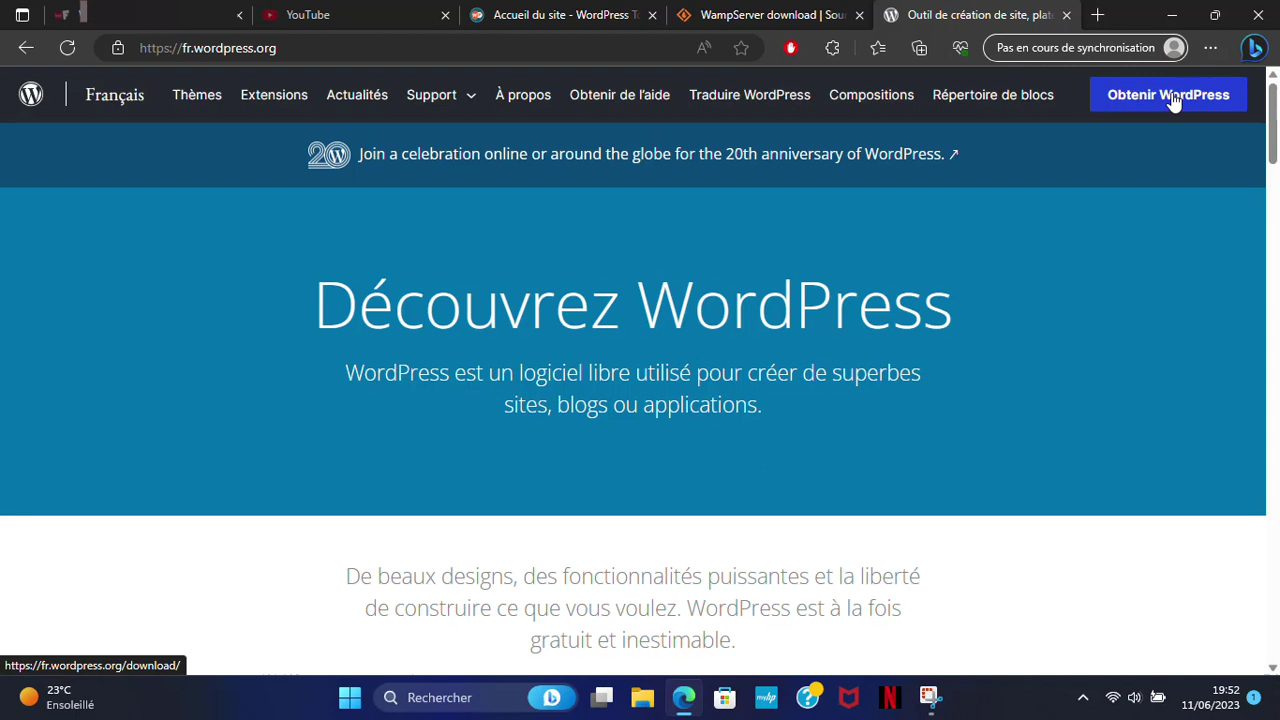 YouTube
Accueil du site - WordPress T
WampServer download | Sou
Outil de création de site, plat
https://fr.wordpress.org
Pas en cours de synchronisation
Français
Thèmes
Extensions
Actualités
Support
À propos
Obtenir de l'aide
Traduire WordPress
Compositions
Répertoire de blocs
Obtenir WordPress
20 Join a celebration online or around the globe for the 20th anniversary of WordPress. ↗
Découvrez WordPress
WordPress est un logiciel libre utilisé pour créer de superbes
sites, blogs ou applications.
De beaux designs, des fonctionnalités puissantes et la liberté
de construire ce que vous voulez. WordPress est à la fois
gratuit et inestimable.
https://fr.wordpress.org/download/
23°C
Ensoleillé
Rechercher
myhp
19:52
11/06/2023
1